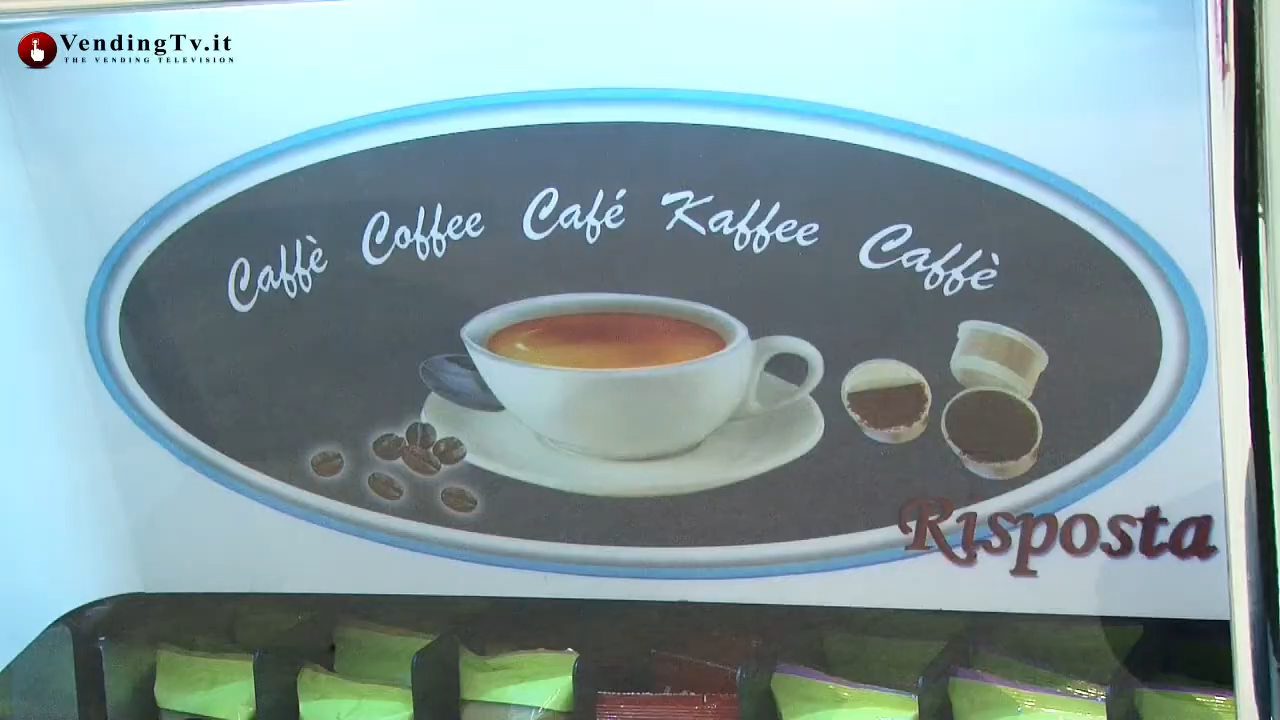 VendingTv.it
THE VENDING TELEVISION
Caffè Coffee Café Kaffee Caffè
Risposta